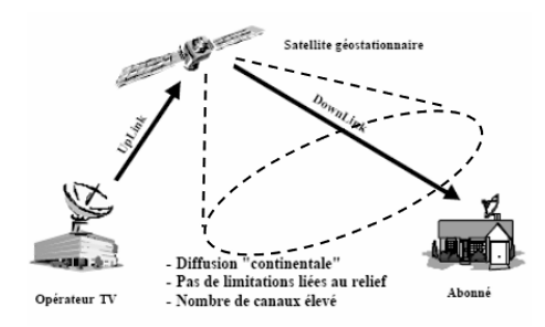 Satellite géostationnaire
UpLink
DownLink
- Diffusion "continentale"
- Pas de limitations liées au relief
- Nombre de canaux élevé
Opérateur TV
Abonné